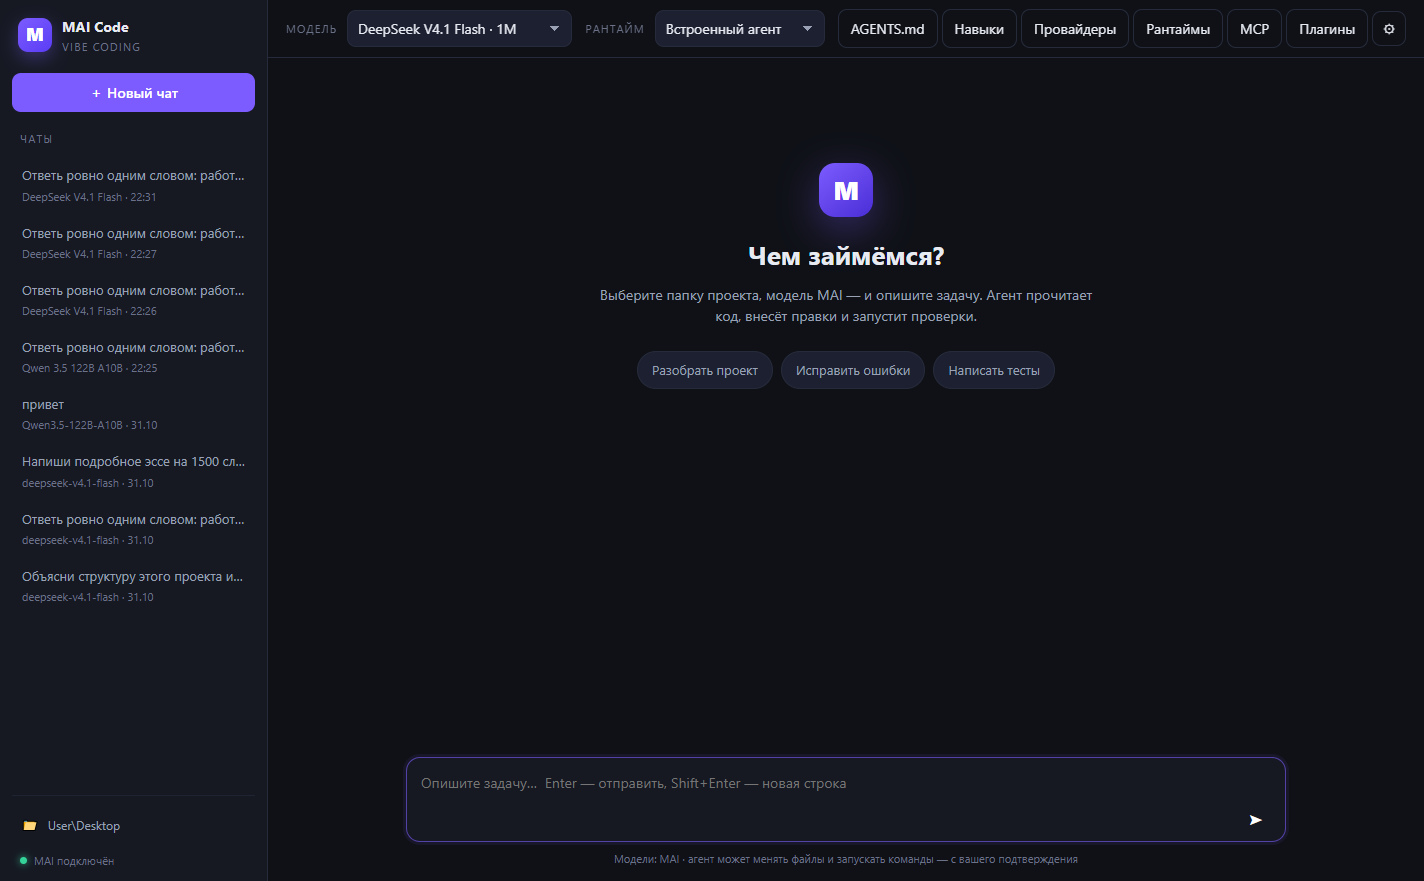 M
MAI Code
VIBE CODING
+ Новый чат
ЧАТЫ
Ответь ровно одним словом: работ...
DeepSeek V4.1 Flash · 22:31
Ответь ровно одним словом: работ...
DeepSeek V4.1 Flash · 22:27
Ответь ровно одним словом: работ...
DeepSeek V4.1 Flash · 22:26
Ответь ровно одним словом: работ...
Qwen 3.5 122B A10B · 22:25
привет
Qwen3.5-122B-A10B · 31.10
Напиши подробное эссе на 1500 сл...
deepseek-v4.1-flash · 31.10
Ответь ровно одним словом: работ...
deepseek-v4.1-flash · 31.10
Объясни структуру этого проекта и...
deepseek-v4.1-flash · 31.10
User\Desktop
MAI подключён
МОДЕЛЬ DeepSeek V4.1 Flash · 1M РАНТАЙМ Встроенный агент AGENTS.md Навыки Провайдеры Рантаймы MCP Плагины
M
Чем займёмся?
Выберите папку проекта, модель MAI — и опишите задачу. Агент прочитает
код, внесёт правки и запустит проверки.
Разобрать проект Исправить ошибки Написать тесты
Опишите задачу... Enter — отправить, Shift+Enter — новая строка
Модели: MAI · агент может менять файлы и запускать команды — с вашего подтверждения